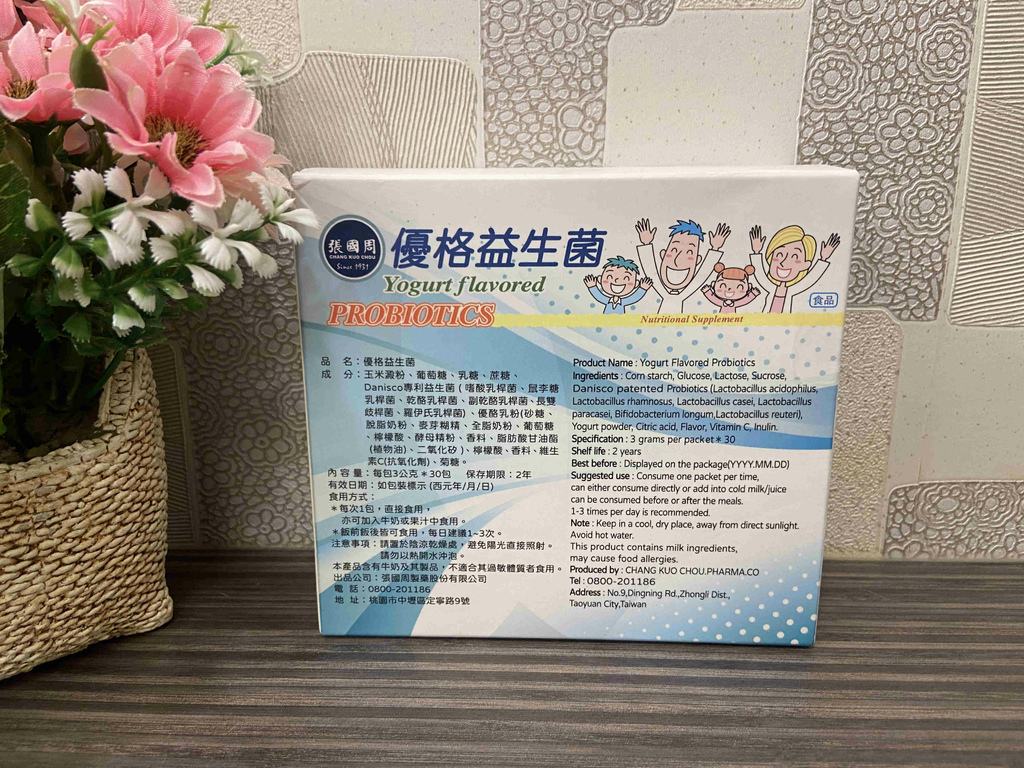 張國周
CHANG KUO CHOU
Since 1931
優格益生菌
Yogurt flavored
PROBIOTICS
Nutritional Supplement
食品
品　名：優格益生菌
成　分：玉米澱粉、葡萄糖、乳糖、蔗糖、
Danisco專利益生菌 ( 嗜酸乳桿菌、鼠李糖
乳桿菌、乾酪乳桿菌、副乾酪乳桿菌、長雙
歧桿菌、羅伊氏乳桿菌) 、優酪乳粉(砂糖、
脫脂奶粉、麥芽糊精、全脂奶粉、葡萄糖
、檸檬酸、酵母精粉、香料、脂肪酸甘油酯
(植物油)、二氧化矽 )、檸檬酸、香料、維生
素C(抗氧化劑)、菊糖。
內 容 量：每包3公克＊30包　保存期限：2年
有效日期：如包裝標示 (西元年/月/日)
食用方式：
＊每次1包，直接食用，
亦可加入牛奶或果汁中食用。
＊飯前飯後皆可食用，每日建議1~3次。
注意事項：請置於陰涼乾燥處，避免陽光直接照射。
請勿以熱開水沖泡。
本產品含有牛奶及其製品，不適合其過敏體質者食用。
出品公司：張國周製藥股份有限公司
電　話：0800-201186
地　址：桃園市中壢區定寧路9號
Product Name : Yogurt Flavored Probiotics
Ingredients : Corn starch, Glucose, Lactose, Sucrose,
Danisco patented Probiotics (Lactobacillus acidophilus,
Lactobacillus rhamnosus, Lactobacillus casei, Lactobacillus
paracasei, Bifidobacterium longum,Lactobacillus reuteri),
Yogurt powder, Citric acid, Flavor, Vitamin C, Inulin.
Specification : 3 grams per packet＊30
Shelf life : 2 years
Best before : Displayed on the package(YYYY.MM.DD)
Suggested use : Consume one packet per time,
can either consume directly or add into cold milk/juice
can be consumed before or after the meals.
1-3 times per day is recommended.
Note : Keep in a cool, dry place, away from direct sunlight.
Avoid hot water.
This product contains milk ingredients,
may cause food allergies.
Produced by : CHANG KUO CHOU.PHARMA.CO
Tel : 0800-201186
Address : No.9,Dingning Rd.,Zhongli Dist.,
Taoyuan City,Taiwan